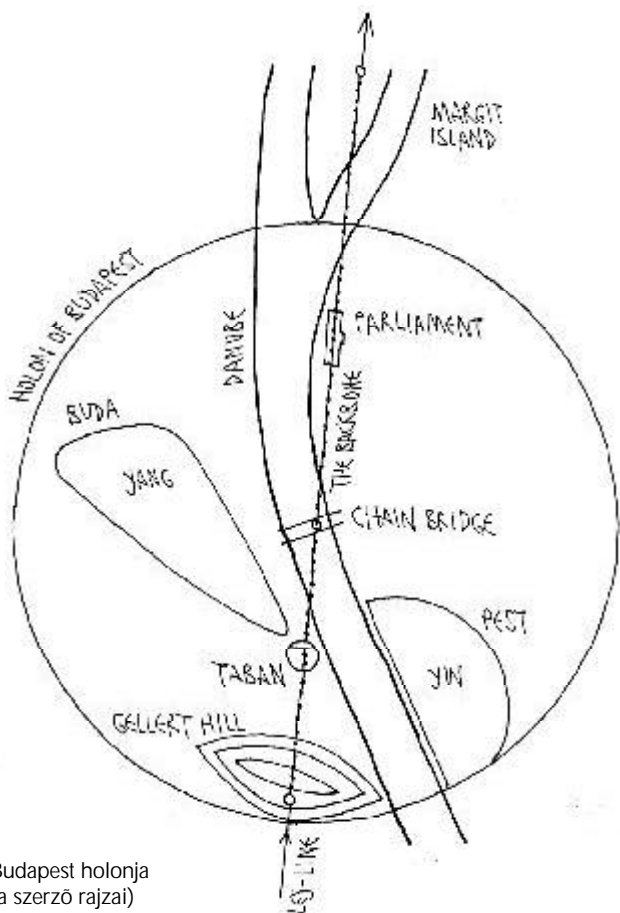 MARGIT
ISLAND
HOLON OF BUDAPEST
DANUBE
PARLIAMENT
THE BACKBONE
BUDA
YANG
CHAIN BRIDGE
PEST
YIN
TABAN
GELLERT HILL
LEY-LINE
Budapest holonja
(a szerzõ rajzai)